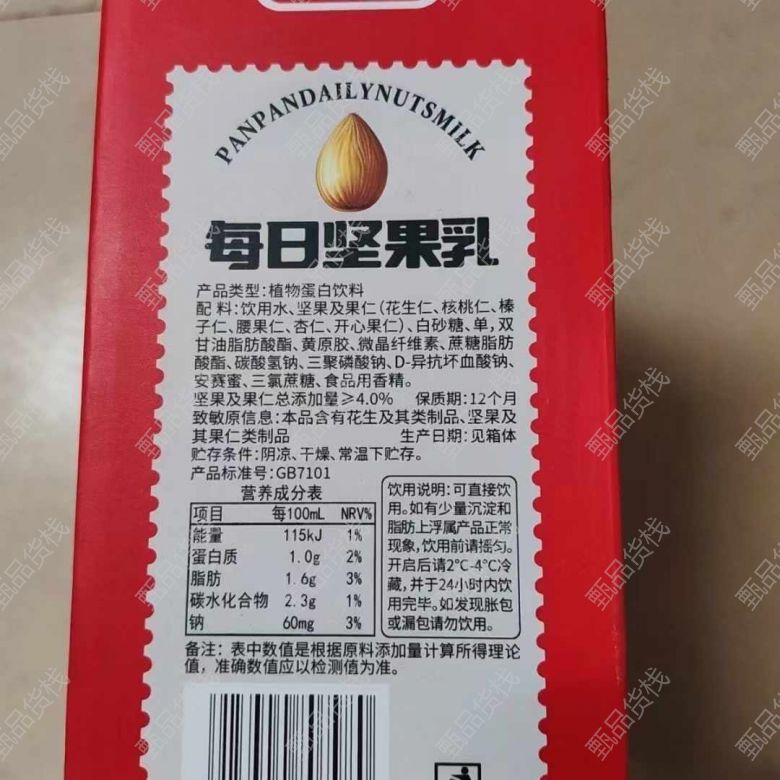 PANPANDAILYNUTSMILK
每日坚果乳
产品类型:植物蛋白饮料
配 料:饮用水、坚果及果仁(花生仁、核桃仁、榛
子仁、腰果仁、杏仁、开心果仁)、白砂糖、单,双
甘油脂肪酸酯、黄原胶、微晶纤维素、蔗糖脂肪
酸酯、碳酸氢钠、三聚磷酸钠、D-异抗坏血酸钠、
安赛蜜、三氯蔗糖、食品用香精。
坚果及果仁总添加量≥4.0% 保质期:12个月
致敏原信息:本品含有花生及其类制品、坚果及
其果仁类制品 生产日期:见箱体
贮存条件:阴凉、干燥、常温下贮存。
产品标准号:GB7101
营养成分表
项目 每100mL NRV%
能量 115kJ 1%
蛋白质 1.0g 2%
脂肪 1.6g 3%
碳水化合物 2.3g 1%
钠 60mg 3%
饮用说明:可直接饮
用。如有少量沉淀和
脂肪上浮属产品正常
现象,饮用前请摇匀。
开启后请2℃-4℃冷
藏,并于24小时内饮
用完毕。如发现胀包
或漏包请勿饮用。
备注:表中数值是根据原料添加量计算所得理论
值,准确数值应以检测值为准。
甄品货栈